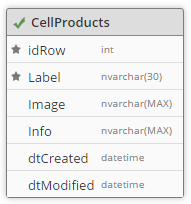 CellProducts
idRow int
Label nvarchar(30)
Image nvarchar(MAX)
Info nvarchar(MAX)
dtCreated datetime
dtModified datetime